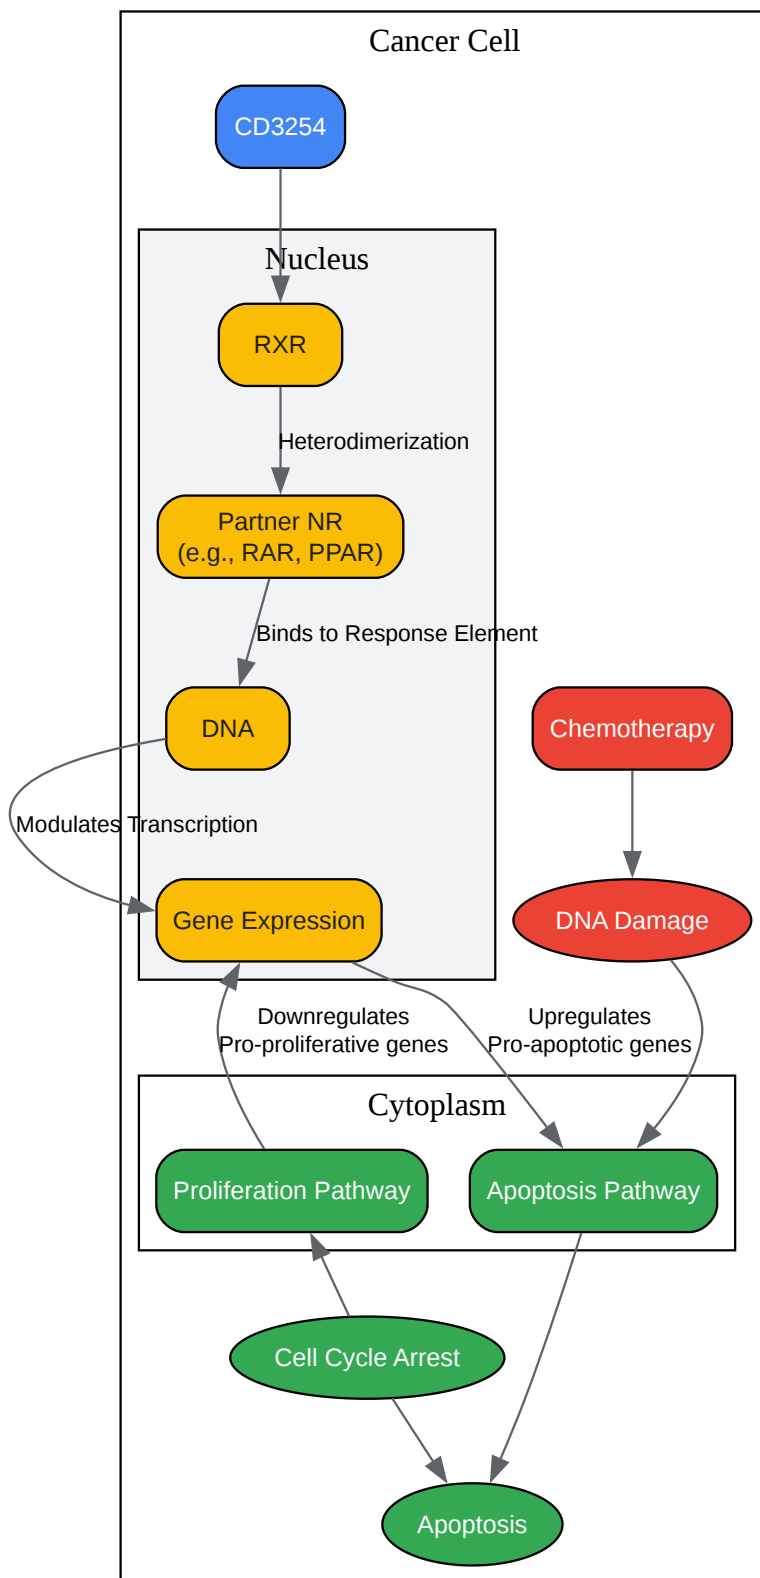 Cancer Cell
CD3254
Nucleus
RXR
Heterodimerization
Partner NR
(e.g., RAR, PPAR)
Binds to Response Element
DNA
Chemotherapy
Modulates Transcription
Gene Expression
DNA Damage
Downregulates
Pro-proliferative genes
Upregulates
Pro-apoptotic genes
Cytoplasm
Proliferation Pathway
Apoptosis Pathway
Cell Cycle Arrest
Apoptosis